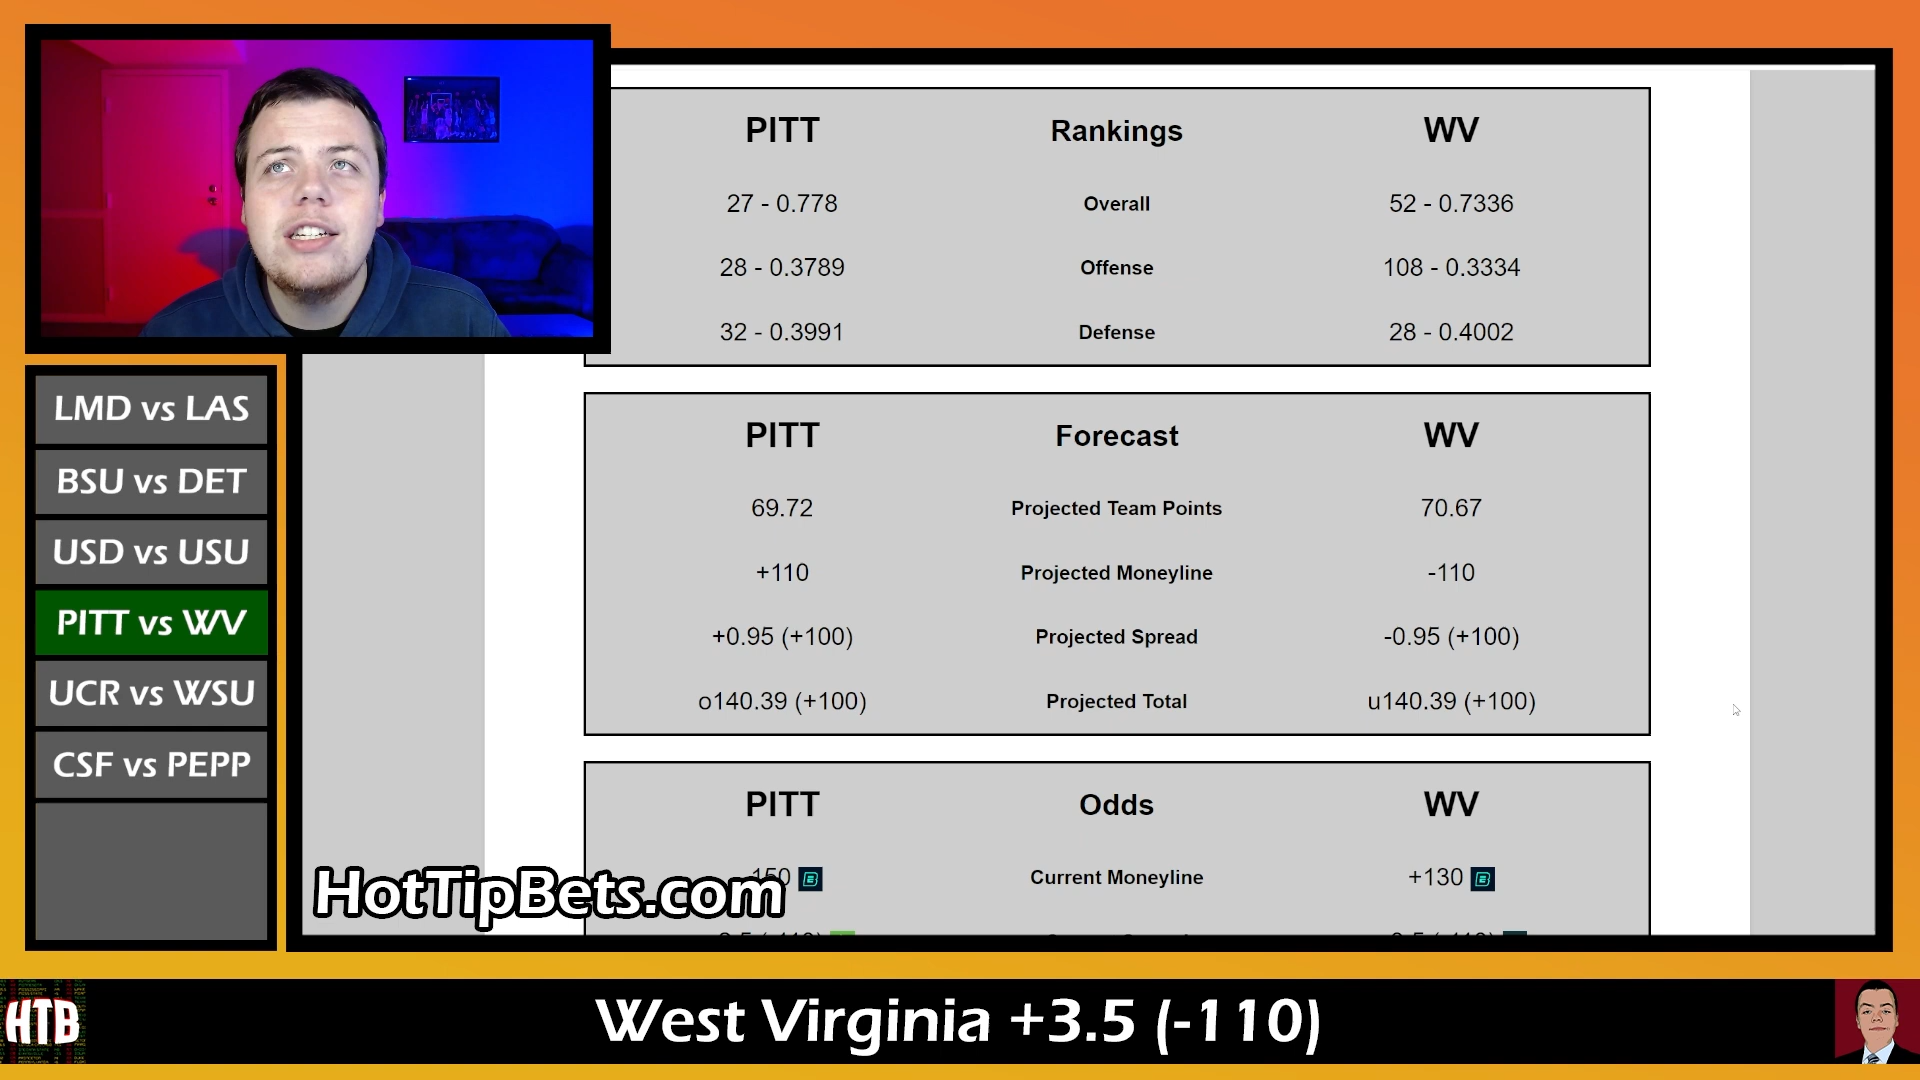 PITT Rankings WV
27 - 0.778 Overall 52 - 0.7336
28 - 0.3789 Offense 108 - 0.3334
32 - 0.3991 Defense 28 - 0.4002
LMD vs LAS
BSU vs DET
USD vs USU
PITT vs WV
UCR vs WSU
CSF vs PEPP
PITT Forecast WV
69.72 Projected Team Points 70.67
+110 Projected Moneyline -110
+0.95 (+100) Projected Spread -0.95 (+100)
o140.39 (+100) Projected Total u140.39 (+100)
PITT Odds WV
Current Moneyline +130
HotTipBets.com
HTB
West Virginia +3.5 (-110)